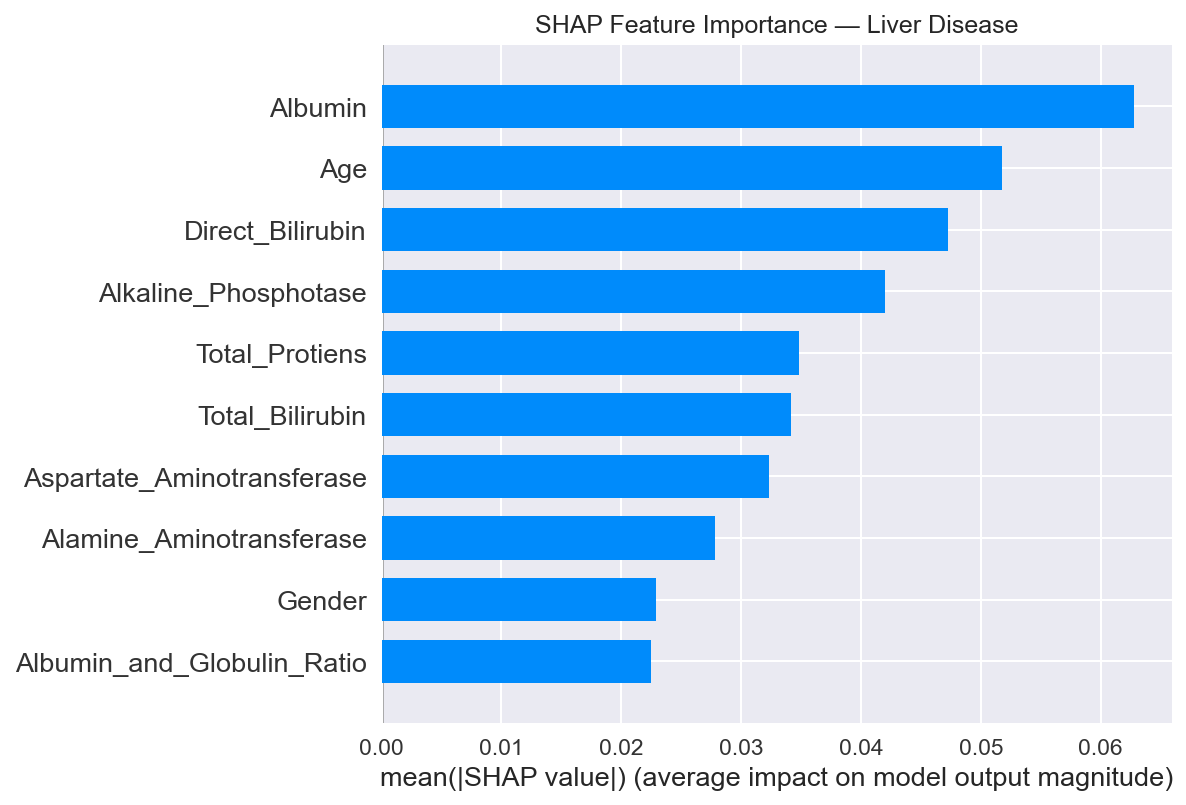 SHAP Feature Importance — Liver Disease
Albumin
Age
Direct_Bilirubin
Alkaline_Phosphotase
Total_Protiens
Total_Bilirubin
Aspartate_Aminotransferase
Alamine_Aminotransferase
Gender
Albumin_and_Globulin_Ratio
0.00 0.01 0.02 0.03 0.04 0.05 0.06
mean(|SHAP value|) (average impact on model output magnitude)